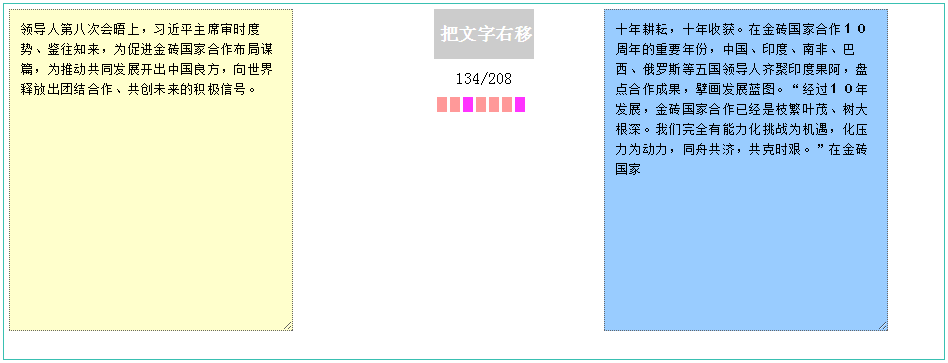 领导人第八次会晤上，习近平主席审时度
势、鉴往知来，为促进金砖国家合作布局谋
篇，为推动共同发展开出中国良方，向世界
释放出团结合作、共创未来的积极信号。
把文字右移
134/208
十年耕耘，十年收获。在金砖国家合作１０
周年的重要年份，中国、印度、南非、巴
西、俄罗斯等五国领导人齐聚印度果阿，盘
点合作成果，擘画发展蓝图。“经过１０年
发展，金砖国家合作已经是枝繁叶茂、树大
根深。我们完全有能力化挑战为机遇，化压
力为动力，同舟共济，共克时艰。”在金砖
国家